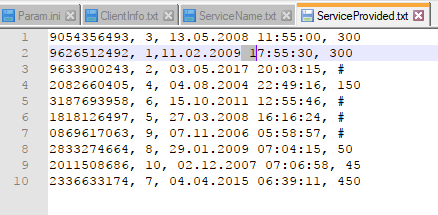 Param.ini ClientInfo.txt ServiceName.txt ServiceProvided.txt
1 9054356493, 3, 13.05.2008 11:55:00, 300
2 9626512492, 1,11.02.2009 17:55:30, 300
3 9633900243, 2, 03.05.2017 20:03:15, #
4 2082660405, 4, 04.08.2004 22:49:16, 150
5 3187693958, 6, 15.10.2011 12:55:46, #
6 1818126497, 5, 27.03.2008 16:16:24, #
7 0869617063, 9, 07.11.2006 05:58:57, #
8 2833274664, 8, 29.01.2009 07:04:15, 50
9 2011508686, 10, 02.12.2007 07:06:58, 45
10 2336633174, 7, 04.04.2015 06:39:11, 450